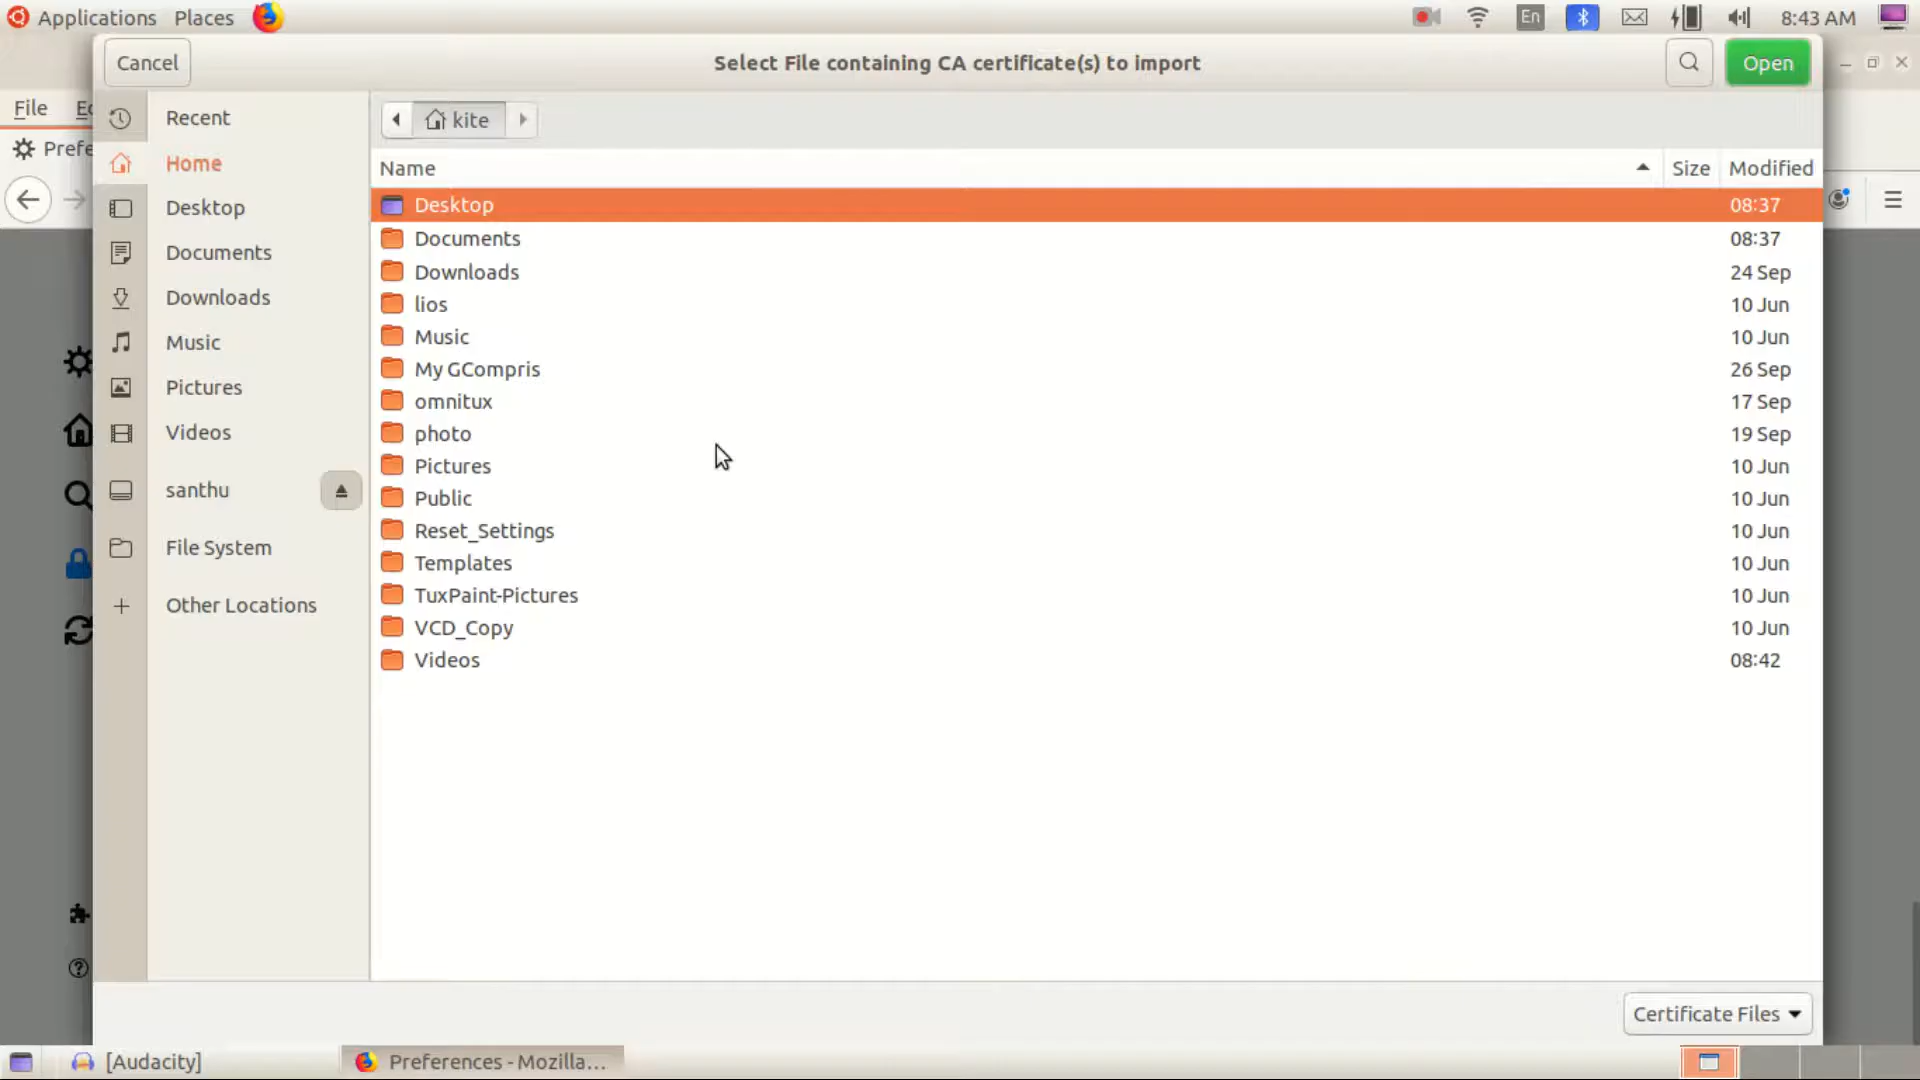 Applications Places En 8:43 AM
Cancel Select File containing CA certificate(s) to import Open
File Ed
Prefe
Recent
Home
Desktop
Documents
Downloads
Music
Pictures
Videos
santhu
File System
Other Locations
kite
Name Size Modified
Desktop 08:37
Documents 08:37
Downloads 24 Sep
lios 10 Jun
Music 10 Jun
My GCompris 26 Sep
omnitux 17 Sep
photo 19 Sep
Pictures 10 Jun
Public 10 Jun
Reset_Settings 10 Jun
Templates 10 Jun
TuxPaint-Pictures 10 Jun
VCD_Copy 10 Jun
Videos 08:42
Certificate Files
[Audacity] Preferences - Mozilla...